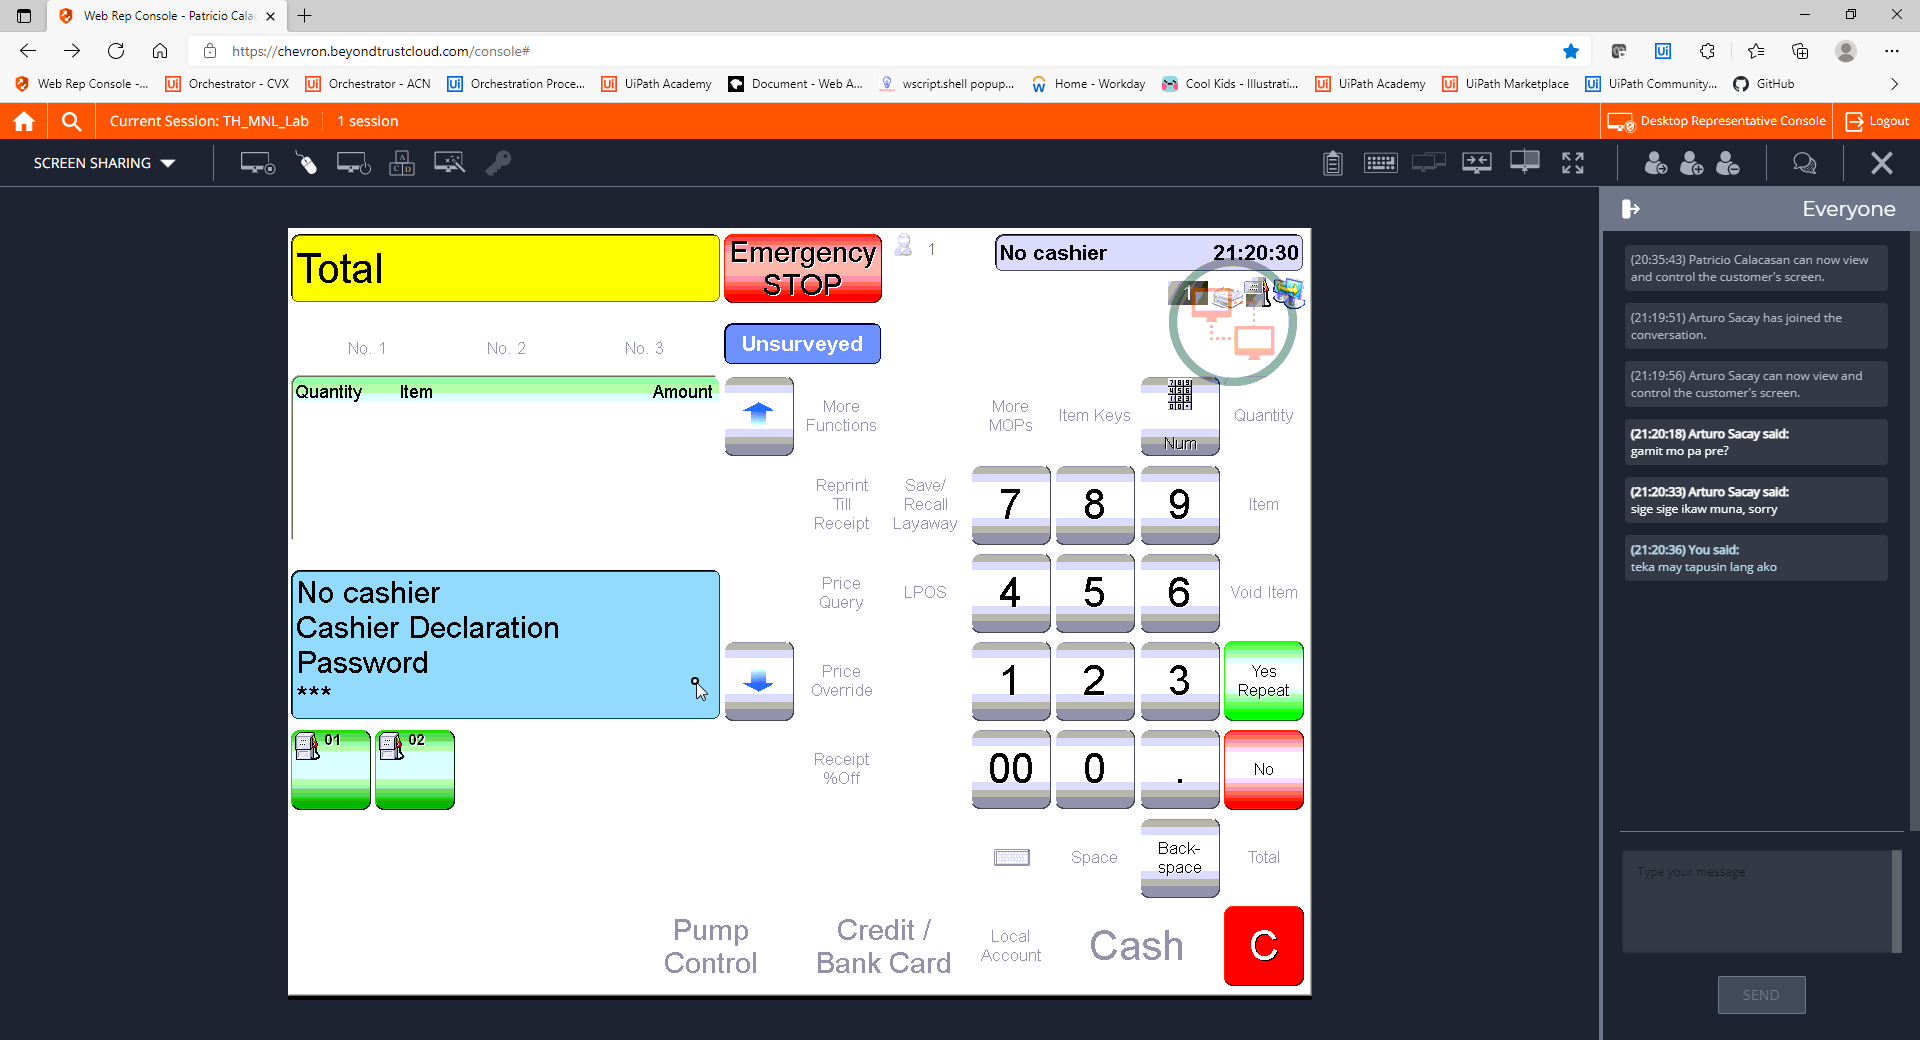 Web Rep Console - Patricio Cala
https://chevron.beyondtrustcloud.com/console#
Web Rep Console -...
Orchestrator - CVX
Orchestrator - ACN
Orchestration Proce...
UiPath Academy
Document - Web A...
wscript.shell popup...
Home - Workday
Cool Kids - Illustrati...
UiPath Academy
UiPath Marketplace
UiPath Community...
GitHub
Current Session: TH_MNL_Lab
1 session
Desktop Representative Console
Logout
SCREEN SHARING
Everyone
Total
Emergency
STOP
1
No cashier 21:20:30
1
No. 1 No. 2 No. 3
Unsurveyed
Quantity Item Amount
More
Functions
More
MOPs
Item Keys
Num
Quantity
Reprint
Till
Receipt
Save/
Recall
Layaway
7 8 9
Item
No cashier
Cashier Declaration
Password
***
Price
Query
LPOS
4 5 6
Void Item
Price
Override
1 2 3
Yes
Repeat
01 02
Receipt
%Off
00 0 .
No
Space
Back-
space
Total
Pump
Control
Credit /
Bank Card
Local
Account
Cash
C
(20:35:43) Patricio Calacasan can now view
and control the customer's screen.
(21:19:51) Arturo Sacay has joined the
conversation.
(21:19:56) Arturo Sacay can now view and
control the customer's screen.
(21:20:18) Arturo Sacay said:
gamit mo pa pre?
(21:20:33) Arturo Sacay said:
sige sige ikaw muna, sorry
(21:20:36) You said:
teka may tapusin lang ako
Type your message
SEND